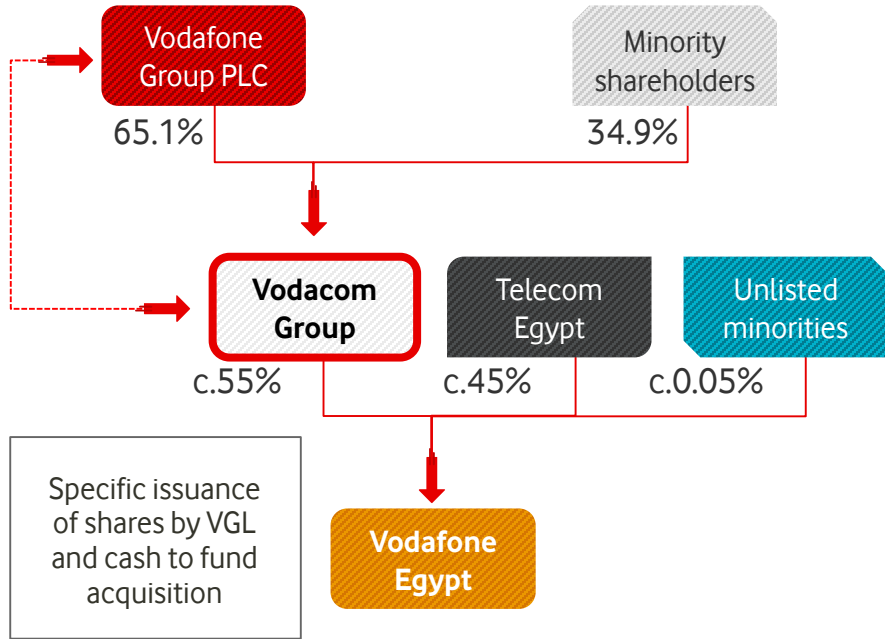 Vodafone
Group PLC
Minority
shareholders
65.1%
34.9%
Vodacom
Group
Telecom
Egypt
Unlisted
minorities
c.55%
c.45%
c.0.05%
Specific issuance
of shares by VGL
and cash to fund
acquisition
Vodafone
Egypt